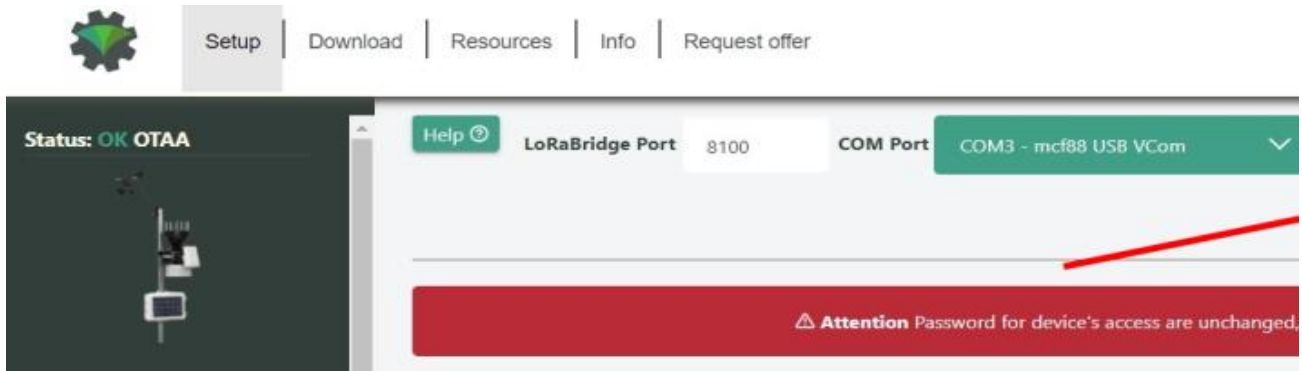 Setup Download Resources Info Request offer
Status: OK OTAA
Help LoRaBridge Port 8100 COM Port COM3 - mcf88 USB VCom
Attention Password for device's access are unchanged,